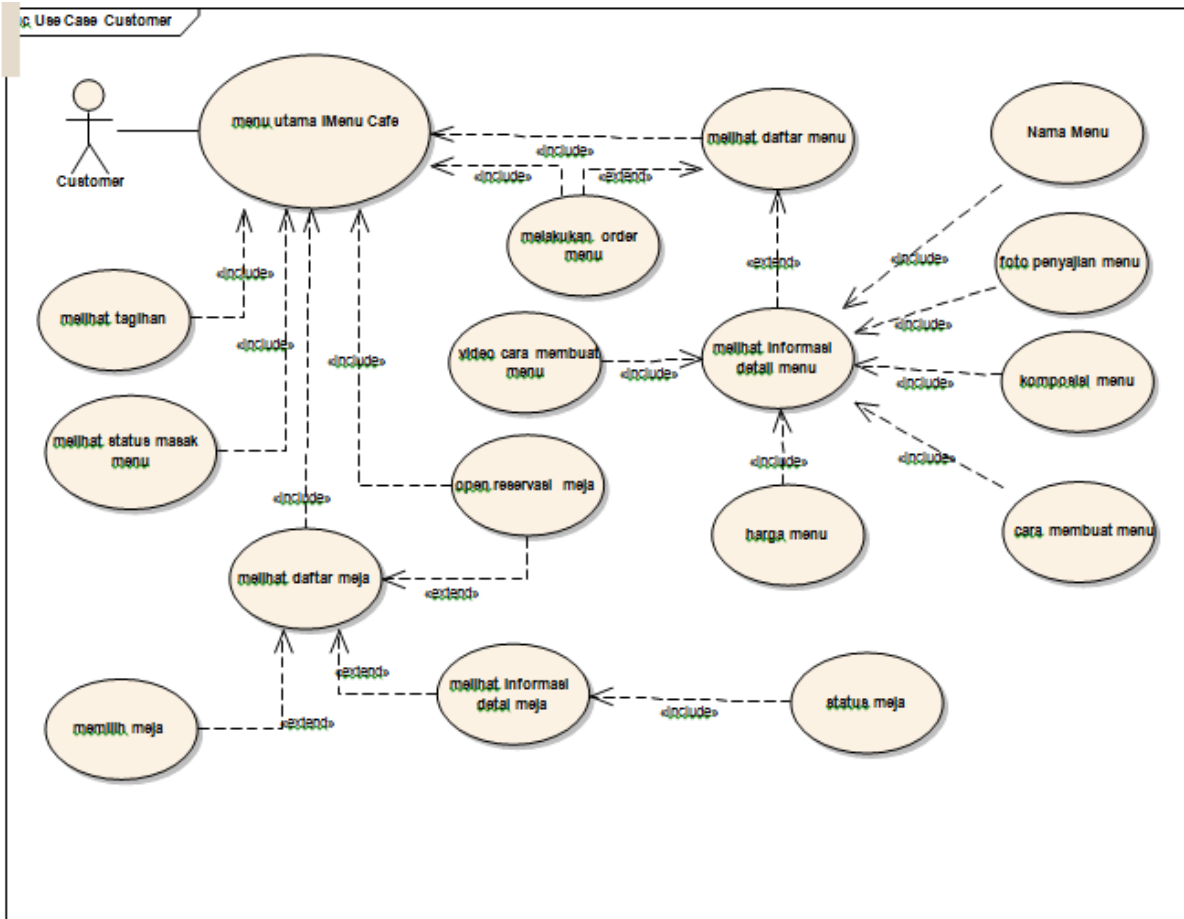 uc Use Case Customer
menu utama iMenu Cafe
melihat daftar menu
Nama Menu
«include»
«include»
«extend»
Customer
melakukan order
menu
foto penyajian menu
«include»
«include»
«extend»
melihat tagihan
«include»
melihat informasi
detail menu
video cara membuat
menu
«include»
«include»
«include»
komposisi menu
«include»
melihat status masak
menu
«include»
«include»
open reservasi meja
«include»
harga menu
cara membuat menu
melihat daftar meja
«extend»
«extend»
melihat informasi
detal meja
status meja
«include»
memilih meja
«extend»